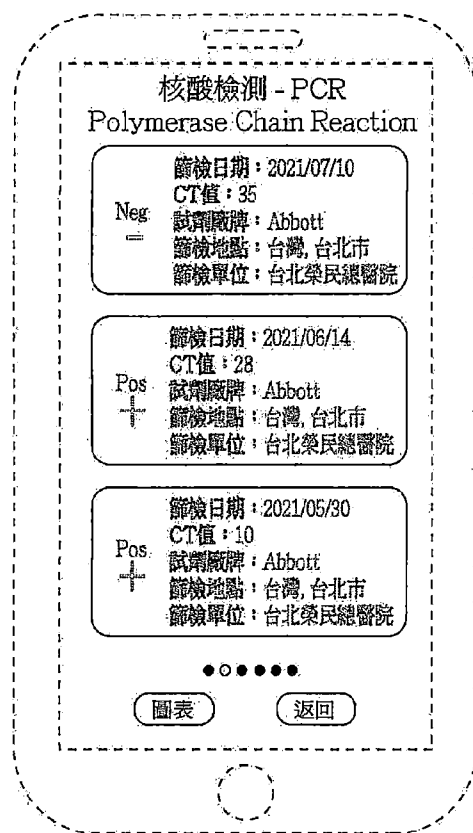 核酸檢測 - PCR
Polymerase Chain Reaction
篩檢日期：2021/07/10
CT值：35
Neg
試劑廠牌：Abbott
篩檢地點：台灣, 台北市
篩檢單位：台北榮民總醫院
篩檢日期：2021/06/14
CT值：28
Pos
試劑廠牌：Abbott
篩檢地點：台灣, 台北市
篩檢單位：台北榮民總醫院
篩檢日期：2021/05/30
CT值：10
Pos
試劑廠牌：Abbott
篩檢地點：台灣, 台北市
篩檢單位：台北榮民總醫院
圖表
返回